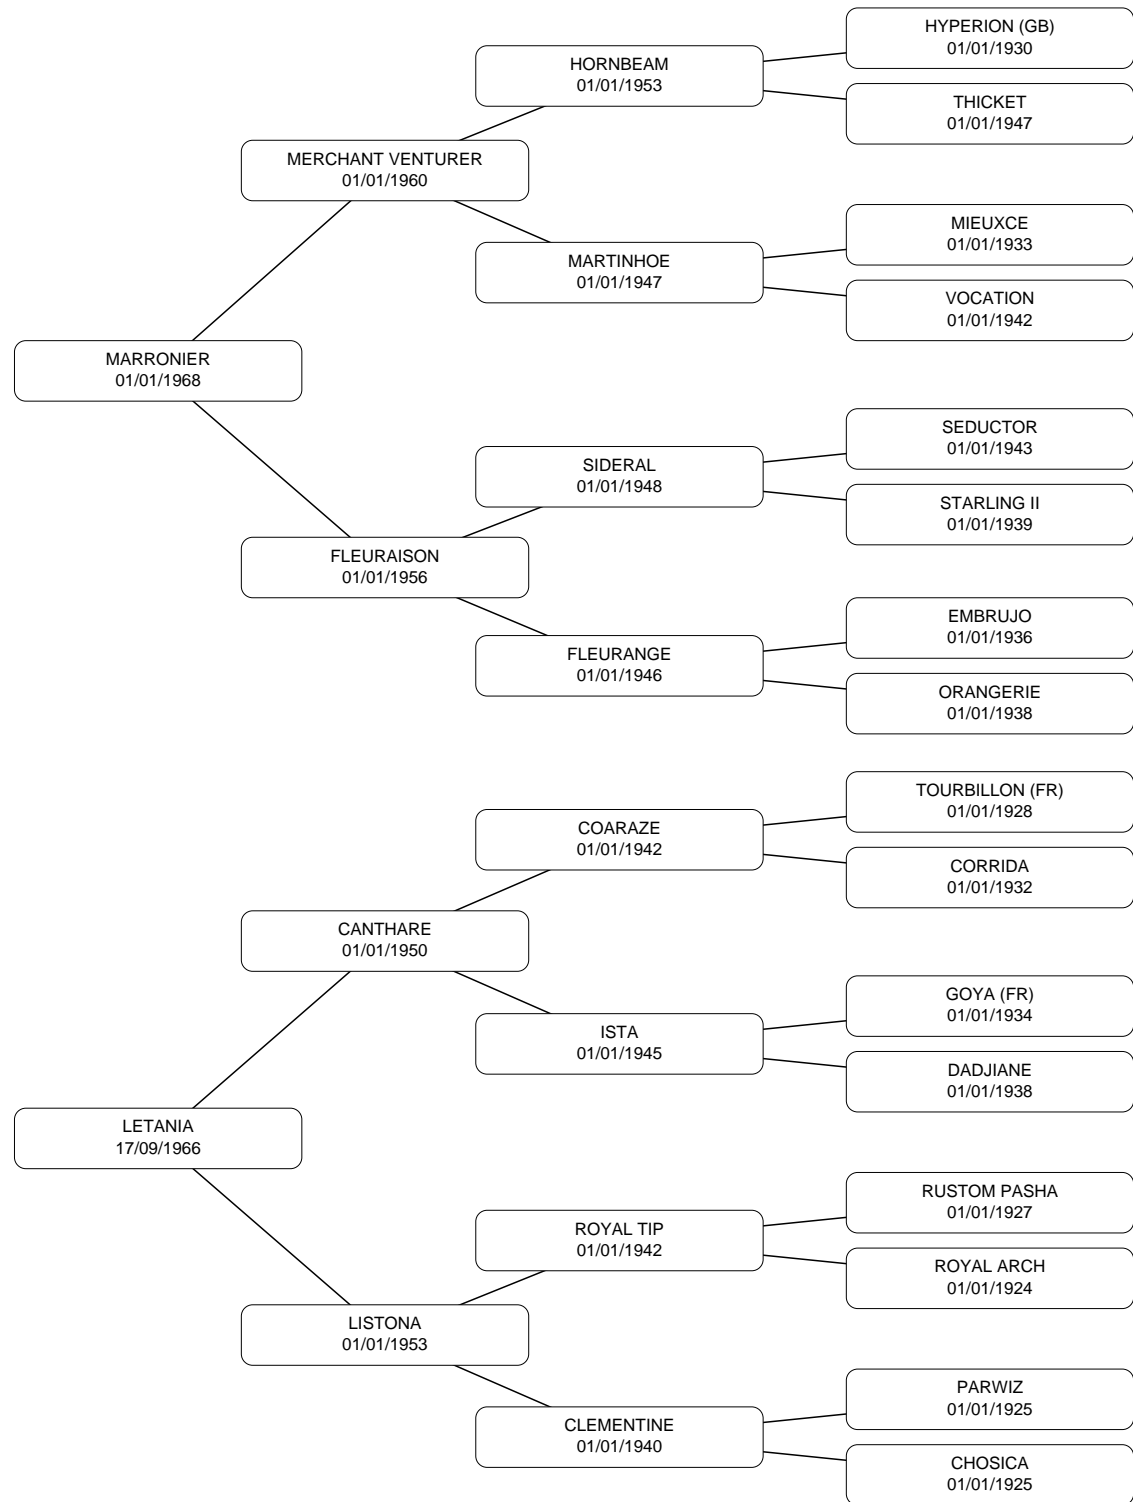 HYPERION (GB)
01/01/1930
HORNBEAM
01/01/1953
THICKET
01/01/1947
MERCHANT VENTURER
01/01/1960
MIEUXCE
01/01/1933
MARTINHOE
01/01/1947
VOCATION
01/01/1942
MARRONIER
01/01/1968
SEDUCTOR
01/01/1943
SIDERAL
01/01/1948
STARLING II
01/01/1939
FLEURAISON
01/01/1956
EMBRUJO
01/01/1936
FLEURANGE
01/01/1946
ORANGERIE
01/01/1938
TOURBILLON (FR)
01/01/1928
COARAZE
01/01/1942
CORRIDA
01/01/1932
CANTHARE
01/01/1950
GOYA (FR)
01/01/1934
ISTA
01/01/1945
DADJIANE
01/01/1938
LETANIA
17/09/1966
RUSTOM PASHA
01/01/1927
ROYAL TIP
01/01/1942
ROYAL ARCH
01/01/1924
LISTONA
01/01/1953
PARWIZ
01/01/1925
CLEMENTINE
01/01/1940
CHOSICA
01/01/1925